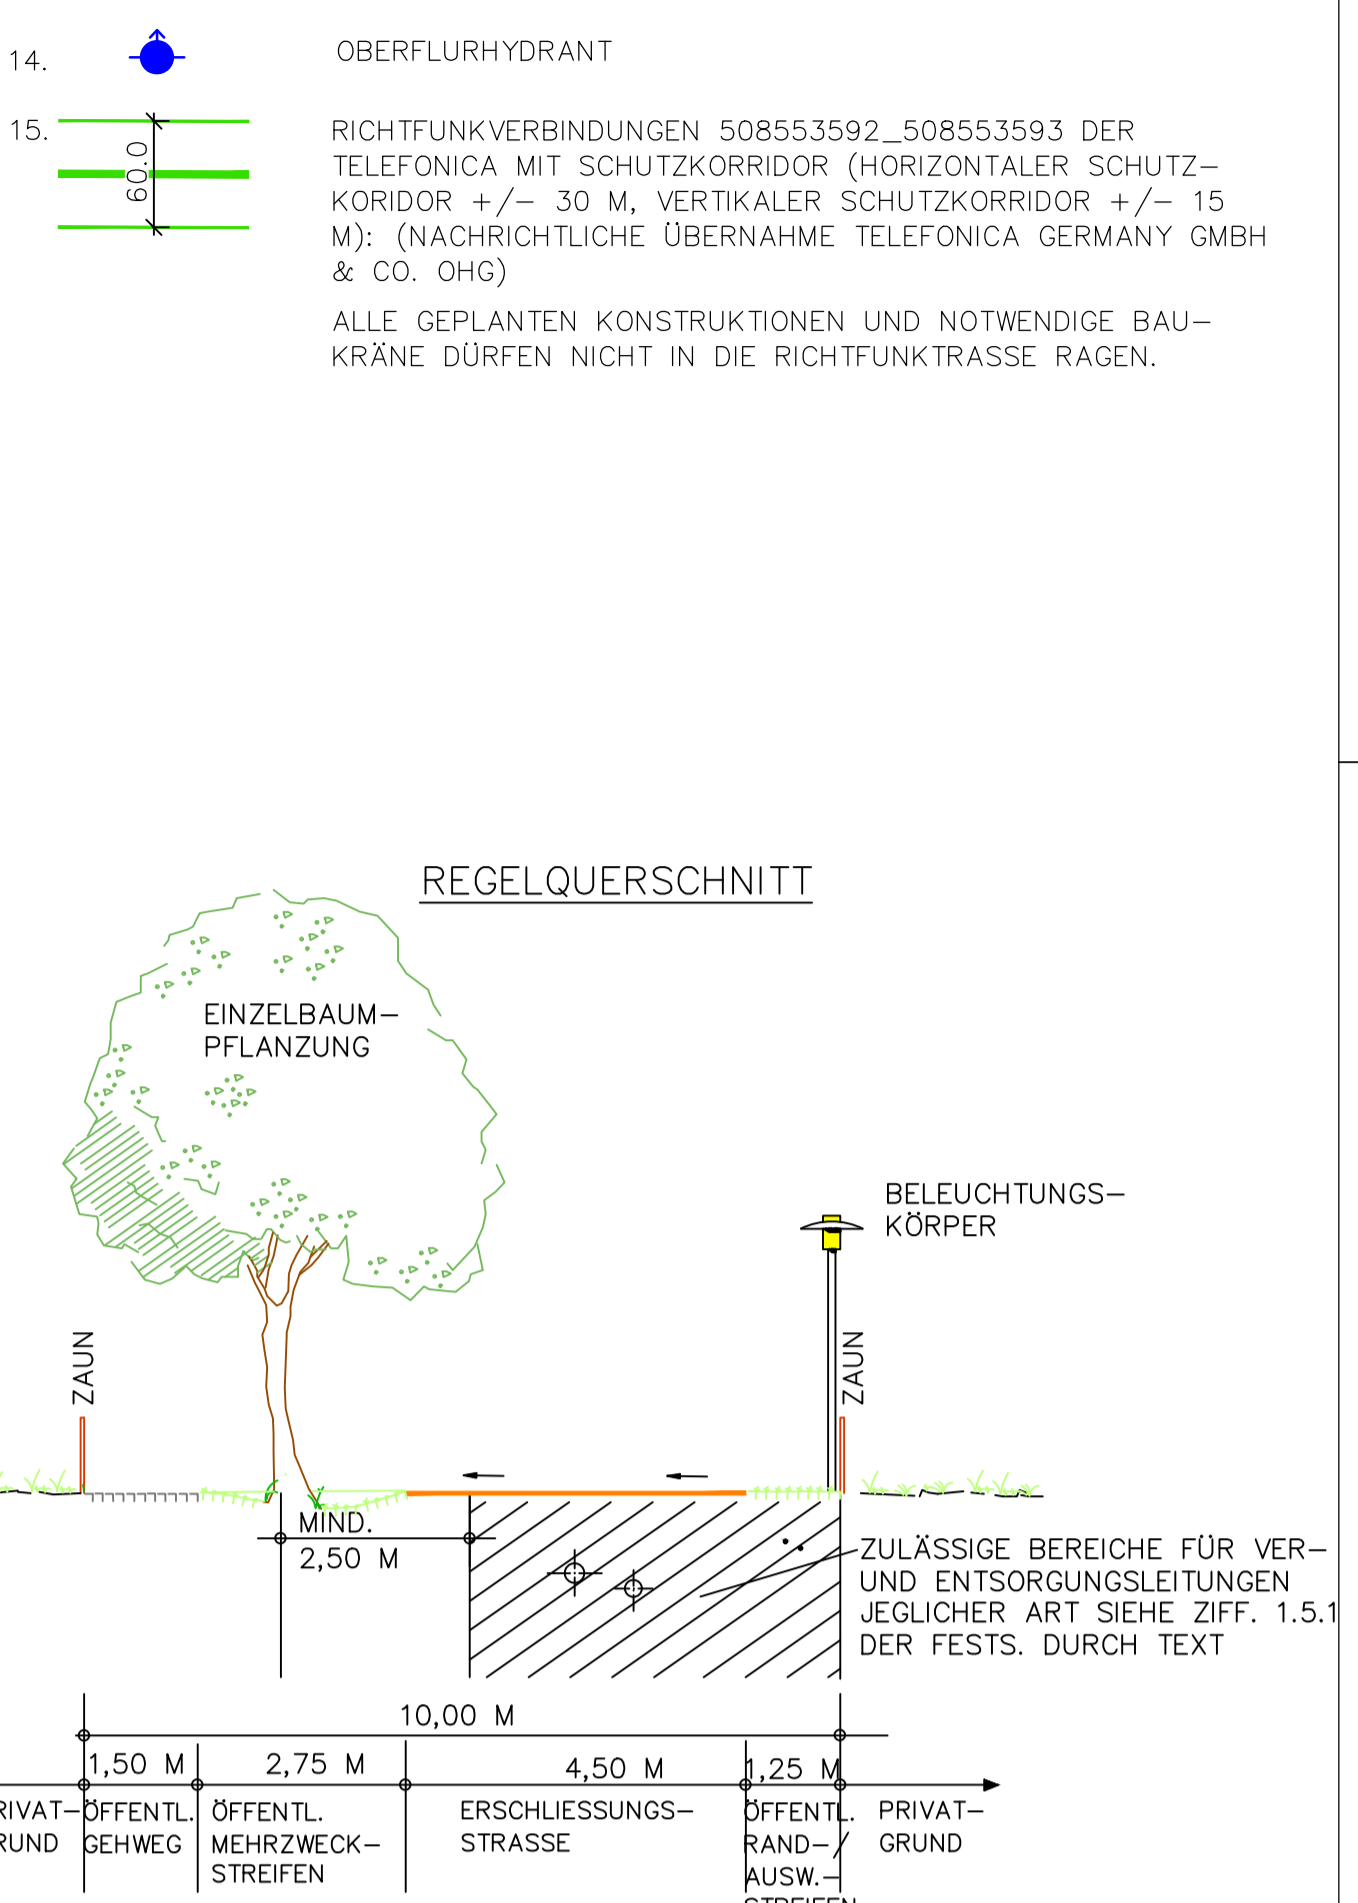 14. OBERFLURHYDRANT
15. RICHTFUNKVERBINDUNGEN 508553592_508553593 DER
TELEFONICA MIT SCHUTZKORRIDOR (HORIZONTALER SCHUTZ–
KORIDOR +/– 30 M, VERTIKALER SCHUTZKORRIDOR +/– 15
M): (NACHRICHTLICHE ÜBERNAHME TELEFONICA GERMANY GMBH
& CO. OHG)
60.0
ALLE GEPLANTEN KONSTRUKTIONEN UND NOTWENDIGE BAU–
KRÄNE DÜRFEN NICHT IN DIE RICHTFUNKTRASSE RAGEN.
REGELQUERSCHNITT
EINZELBAUM–
PFLANZUNG
BELEUCHTUNGS–
KÖRPER
ZAUN
ZAUN
MIND.
2,50 M
ZULÄSSIGE BEREICHE FÜR VER–
UND ENTSORGUNGSLEITUNGEN
JEGLICHER ART SIEHE ZIFF. 1.5.1
DER FESTS. DURCH TEXT
10,00 M
1,50 M
2,75 M
4,50 M
1,25 M
RIVAT–
RUND
ÖFFENTL.
GEHWEG
ÖFFENTL.
MEHRZWECK–
STREIFEN
ERSCHLIESSUNGS–
STRASSE
ÖFFENTL.
RAND–/
AUSW.–
STREIFEN
PRIVAT–
GRUND